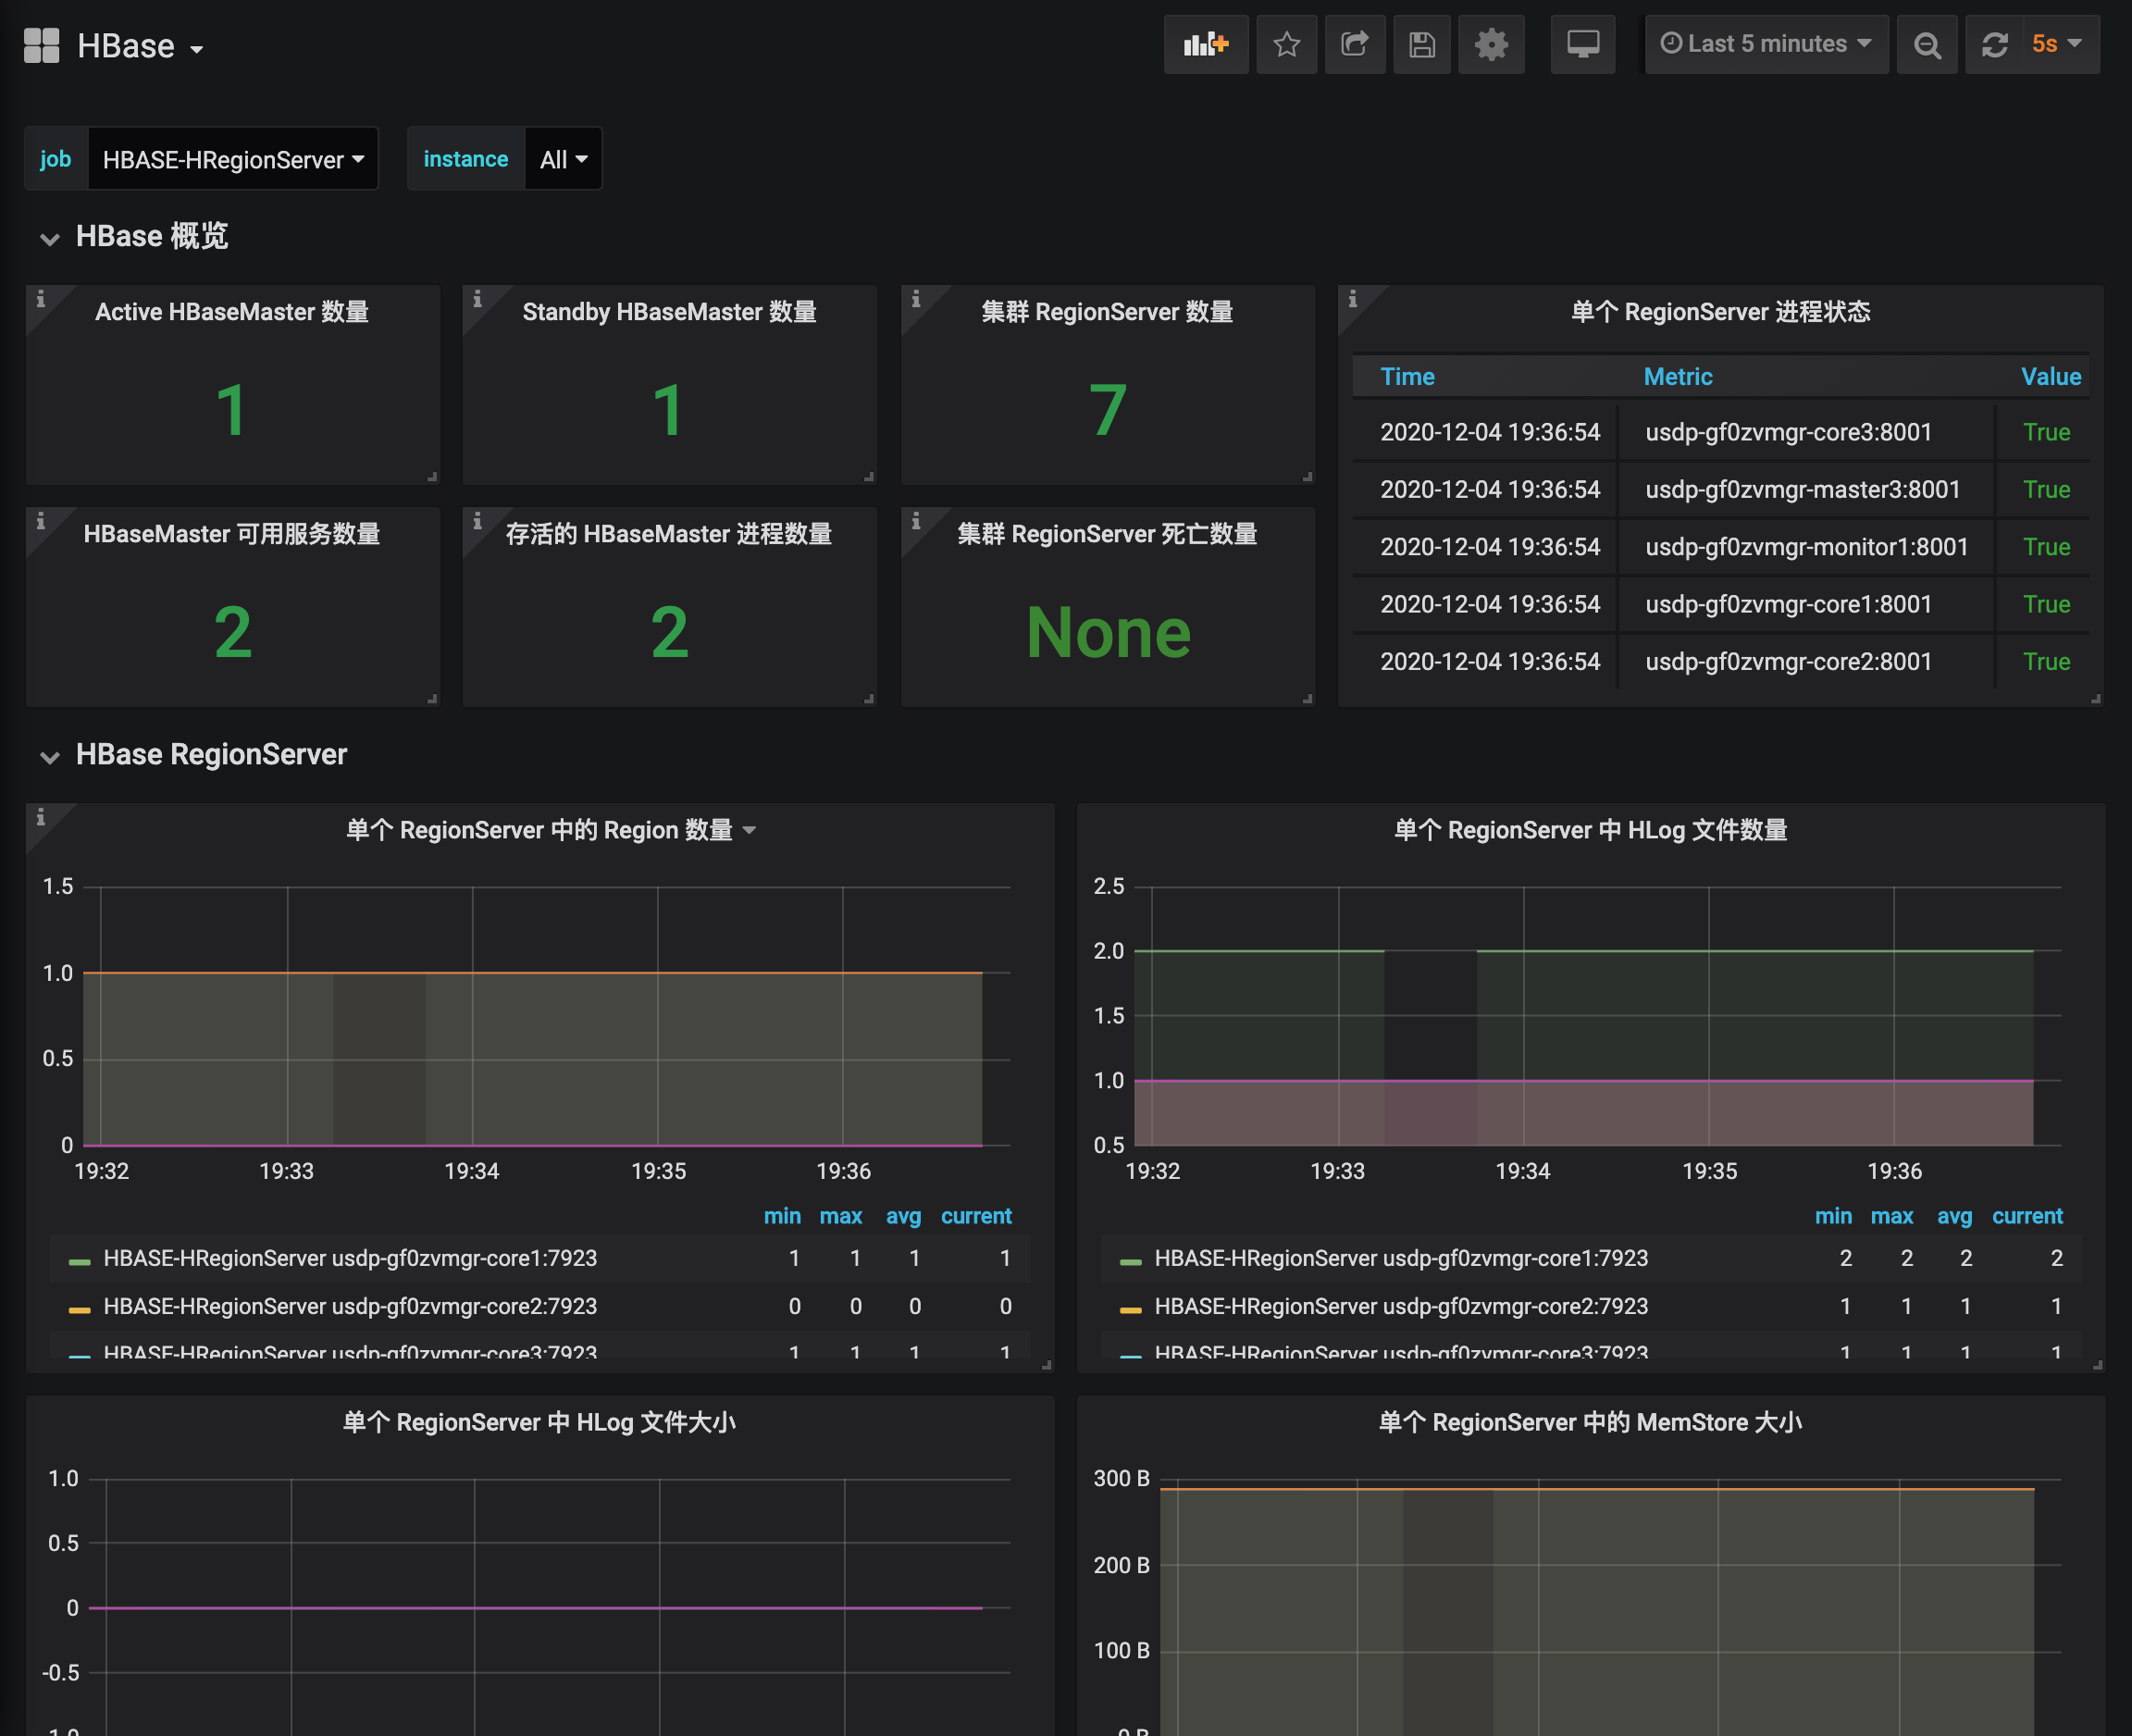 HBase
Last 5 minutes
5s
job
HBASE-HRegionServer
instance
All
HBase 概览
Active HBaseMaster 数量
1
Standby HBaseMaster 数量
1
集群 RegionServer 数量
7
单个 RegionServer 进程状态
Time Metric Value
2020-12-04 19:36:54 usdp-gf0zvmgr-core3:8001 True
2020-12-04 19:36:54 usdp-gf0zvmgr-master3:8001 True
2020-12-04 19:36:54 usdp-gf0zvmgr-monitor1:8001 True
2020-12-04 19:36:54 usdp-gf0zvmgr-core1:8001 True
2020-12-04 19:36:54 usdp-gf0zvmgr-core2:8001 True
HBaseMaster 可用服务数量
2
存活的 HBaseMaster 进程数量
2
集群 RegionServer 死亡数量
None
HBase RegionServer
单个 RegionServer 中的 Region 数量
1.5
1.0
0.5
0
19:32 19:33 19:34 19:35 19:36
min max avg current
HBASE-HRegionServer usdp-gf0zvmgr-core1:7923 1 1 1 1
HBASE-HRegionServer usdp-gf0zvmgr-core2:7923 0 0 0 0
HBASE-HRegionServer usdp-gf0zvmgr-core3:7923 1 1 1 1
单个 RegionServer 中 HLog 文件数量
2.5
2.0
1.5
1.0
0.5
19:32 19:33 19:34 19:35 19:36
min max avg current
HBASE-HRegionServer usdp-gf0zvmgr-core1:7923 2 2 2 2
HBASE-HRegionServer usdp-gf0zvmgr-core2:7923 1 1 1 1
HBASE-HRegionServer usdp-gf0zvmgr-core3:7923 1 1 1 1
单个 RegionServer 中 HLog 文件大小
1.0
0.5
0
-0.5
-1.0
单个 RegionServer 中的 MemStore 大小
300 B
200 B
100 B
0 B